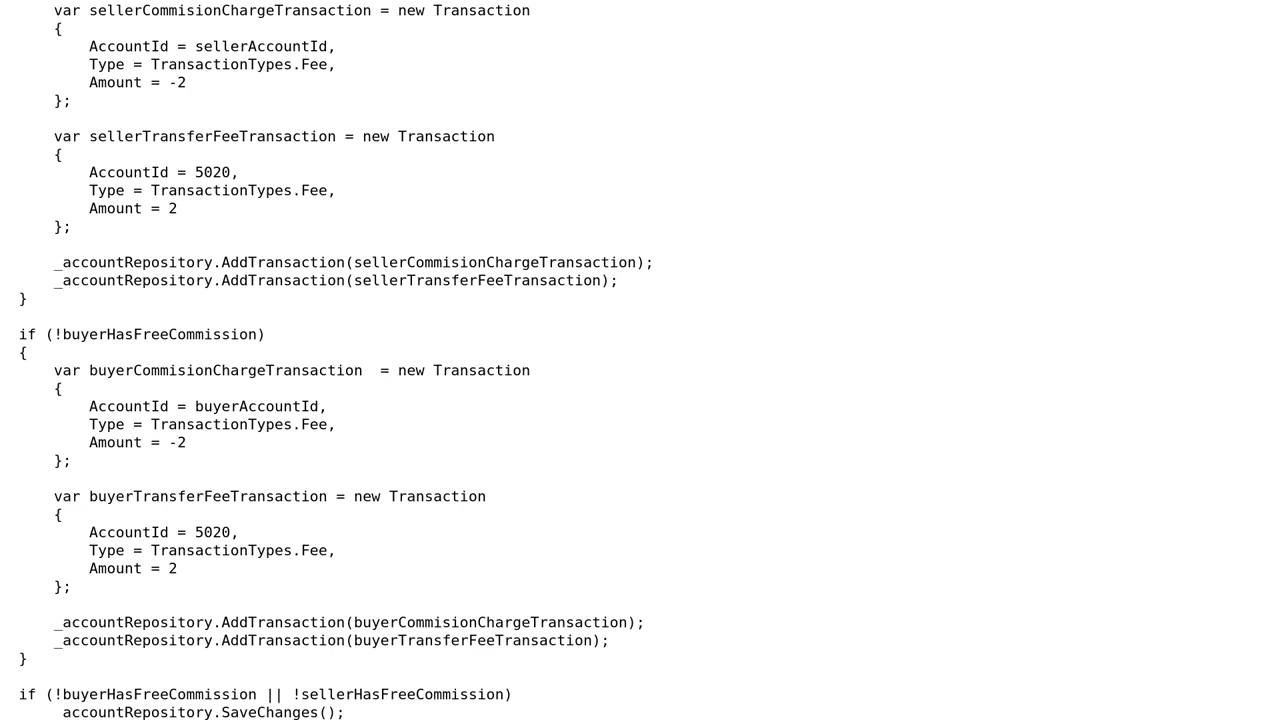 var sellerCommisionChargeTransaction = new Transaction
    {
        AccountId = sellerAccountId,
        Type = TransactionTypes.Fee,
        Amount = -2
    };

    var sellerTransferFeeTransaction = new Transaction
    {
        AccountId = 5020,
        Type = TransactionTypes.Fee,
        Amount = 2
    };

    _accountRepository.AddTransaction(sellerCommisionChargeTransaction);
    _accountRepository.AddTransaction(sellerTransferFeeTransaction);
}

if (!buyerHasFreeCommission)
{
    var buyerCommisionChargeTransaction  = new Transaction
    {
        AccountId = buyerAccountId,
        Type = TransactionTypes.Fee,
        Amount = -2
    };

    var buyerTransferFeeTransaction = new Transaction
    {
        AccountId = 5020,
        Type = TransactionTypes.Fee,
        Amount = 2
    };

    _accountRepository.AddTransaction(buyerCommisionChargeTransaction);
    _accountRepository.AddTransaction(buyerTransferFeeTransaction);
}

if (!buyerHasFreeCommission || !sellerHasFreeCommission)
     accountRepository.SaveChanges();